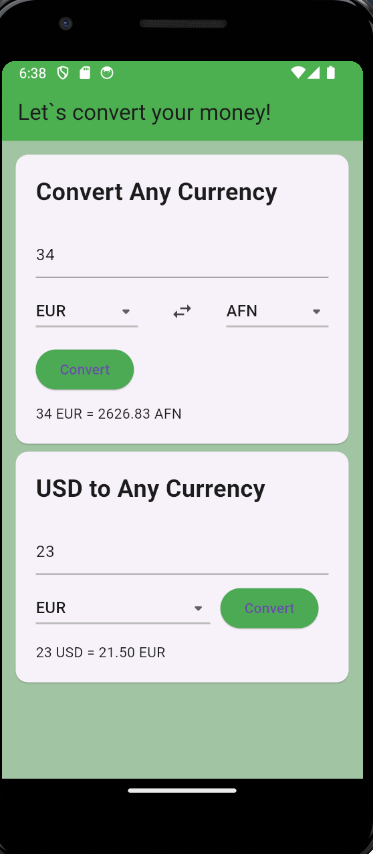 6:38
Let`s convert your money!
Convert Any Currency
34
EUR AFN
Convert
34 EUR = 2626.83 AFN
USD to Any Currency
23
EUR Convert
23 USD = 21.50 EUR